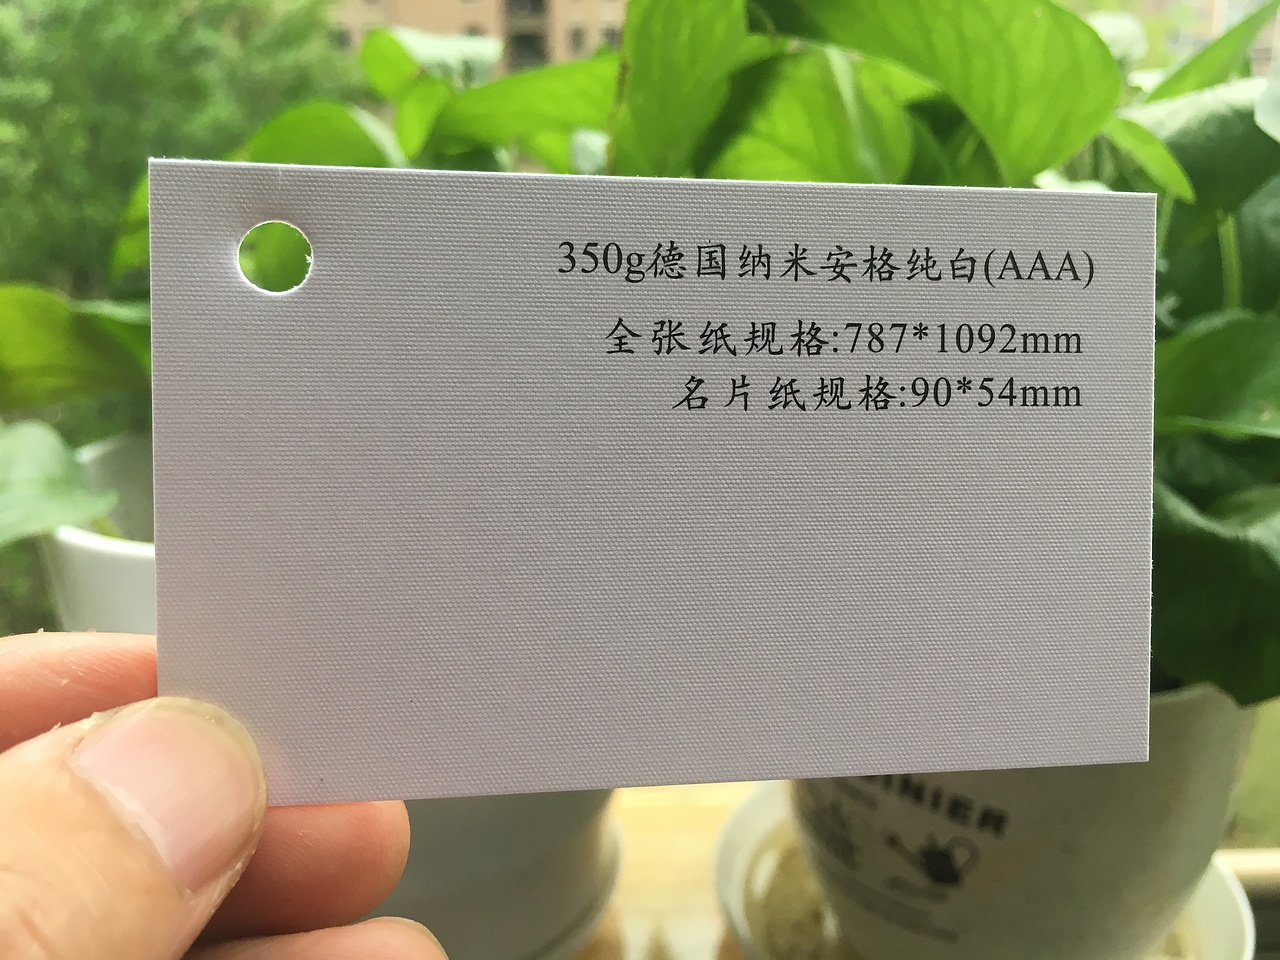 350g德国纳米安格纯白(AAA)
全张纸规格:787*1092mm
名片纸规格:90*54mm